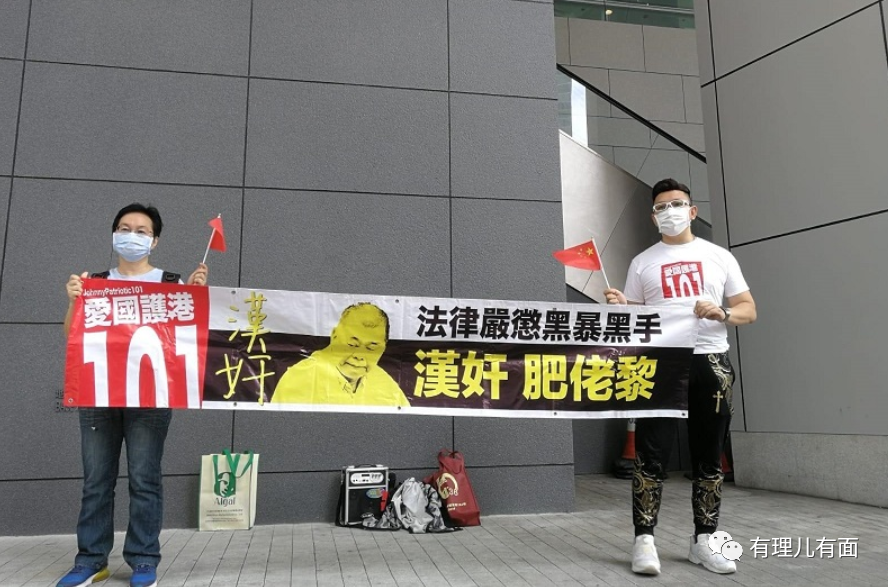 JohnnyPatriotic101
愛國護港
101
漢奸
法律嚴懲黑暴黑手
漢奸 肥佬黎
愛國護港
101
Aigal
有理儿有面